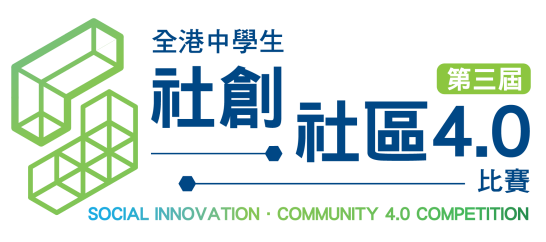 全港中學生
社創
第三屆
社區4.0
比賽
SOCIAL INNOVATION · COMMUNITY 4.0 COMPETITION